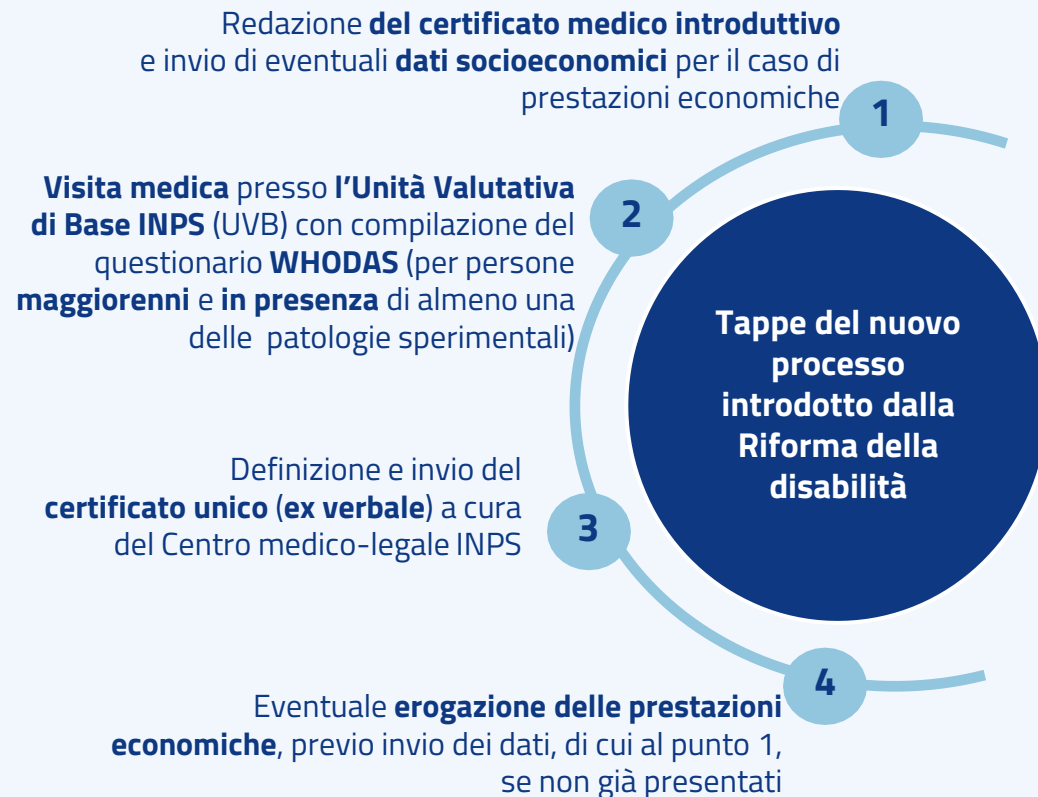 Redazione del certificato medico introduttivo
e invio di eventuali dati socioeconomici per il caso di
prestazioni economiche
1
Visita medica presso l’Unità Valutativa
di Base INPS (UVB) con compilazione del
questionario WHODAS (per persone
maggiorenni e in presenza di almeno una
delle patologie sperimentali)
2
Tappe del nuovo
processo
introdotto dalla
Riforma della
disabilità
Definizione e invio del
certificato unico (ex verbale) a cura
del Centro medico-legale INPS
3
Eventuale erogazione delle prestazioni
economiche, previo invio dei dati, di cui al punto 1,
se non già presentati
4